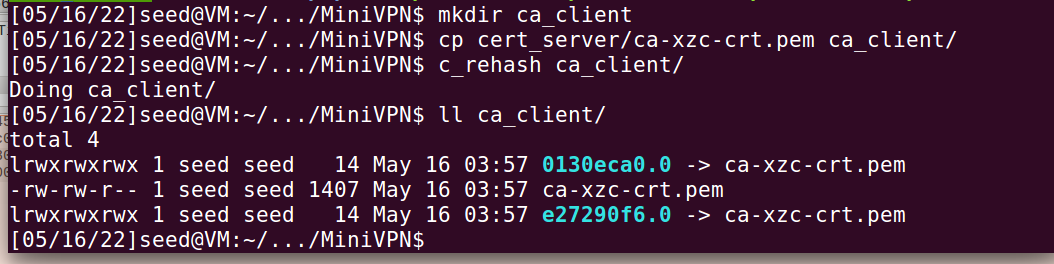 [05/16/22]seed@VM:~/.../MiniVPN$ mkdir ca_client
[05/16/22]seed@VM:~/.../MiniVPN$ cp cert_server/ca-xzc-crt.pem ca_client/
[05/16/22]seed@VM:~/.../MiniVPN$ c_rehash ca_client/
Doing ca_client/
[05/16/22]seed@VM:~/.../MiniVPN$ ll ca_client/
total 4
lrwxrwxrwx 1 seed seed   14 May 16 03:57 0130eca0.0 -> ca-xzc-crt.pem
-rw-rw-r-- 1 seed seed 1407 May 16 03:57 ca-xzc-crt.pem
lrwxrwxrwx 1 seed seed   14 May 16 03:57 e27290f6.0 -> ca-xzc-crt.pem
[05/16/22]seed@VM:~/.../MiniVPN$